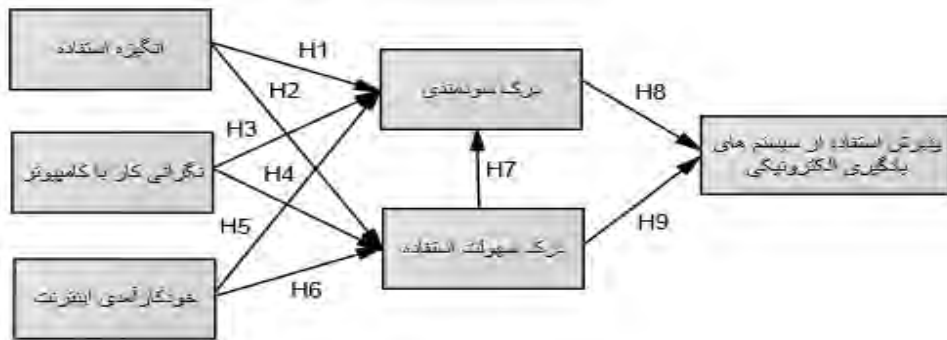 انگیزه استفاده
H1
درک سودمندی
H8
H2
H3
نگرانی کار با کامپیوتر
H4
H7
پذیرش استفاده از سیستم های
یادگیری الکترونیکی
H5
درک سهولت استفاده
H9
خودکارآمدی اینترنت
H6